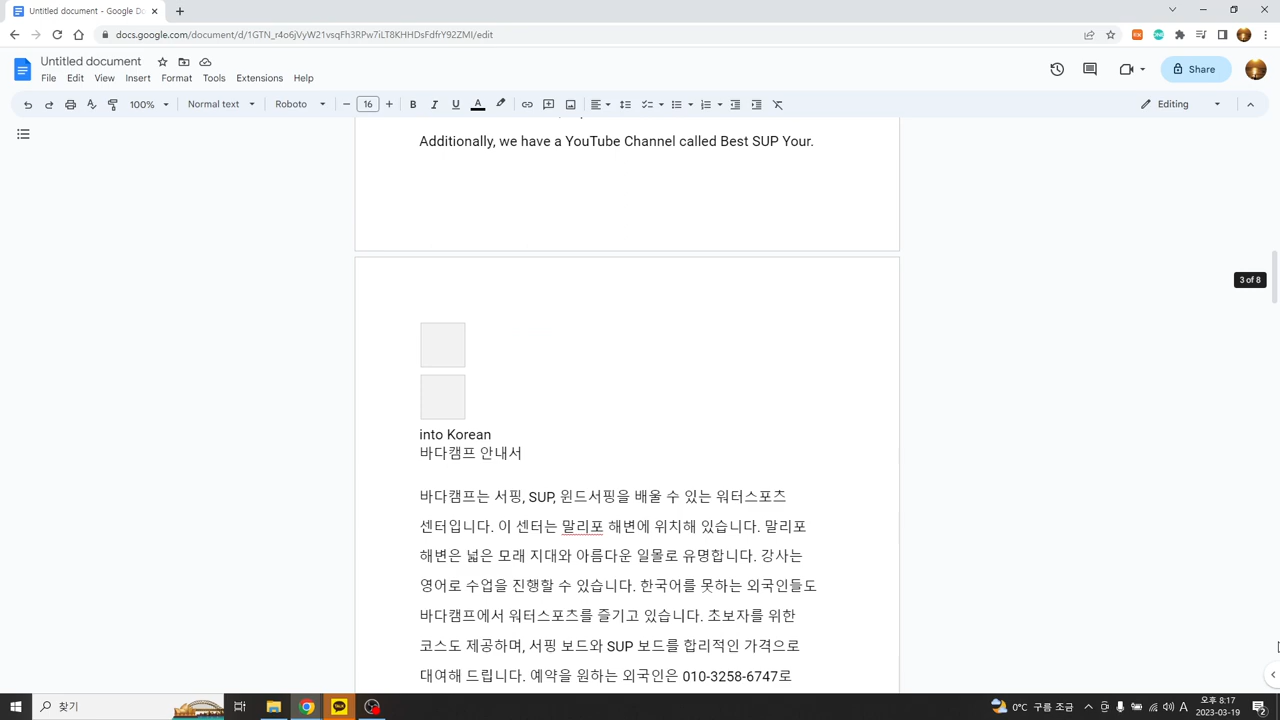 Untitled document - Google Do
docs.google.com/document/d/1GTN_r4o6jVyW21vsqFh3RPw7iLT8KHHDsFdfrY92ZMI/edit
Untitled document
File Edit View Insert Format Tools Extensions Help
Share
100% Normal text Roboto 16 Editing
Additionally, we have a YouTube Channel called Best SUP Your.
3 of 8
into Korean
바다캠프 안내서
바다캠프는 서핑, SUP, 윈드서핑을 배울 수 있는 워터스포츠
센터입니다. 이 센터는 말리포 해변에 위치해 있습니다. 말리포
해변은 넓은 모래 지대와 아름다운 일몰로 유명합니다. 강사는
영어로 수업을 진행할 수 있습니다. 한국어를 못하는 외국인들도
바다캠프에서 워터스포츠를 즐기고 있습니다. 초보자를 위한
코스도 제공하며, 서핑 보드와 SUP 보드를 합리적인 가격으로
대여해 드립니다. 예약을 원하는 외국인은 010-3258-6747로
찾기
0°C 구름 조금
A
오후 8:17
2023-03-19
2